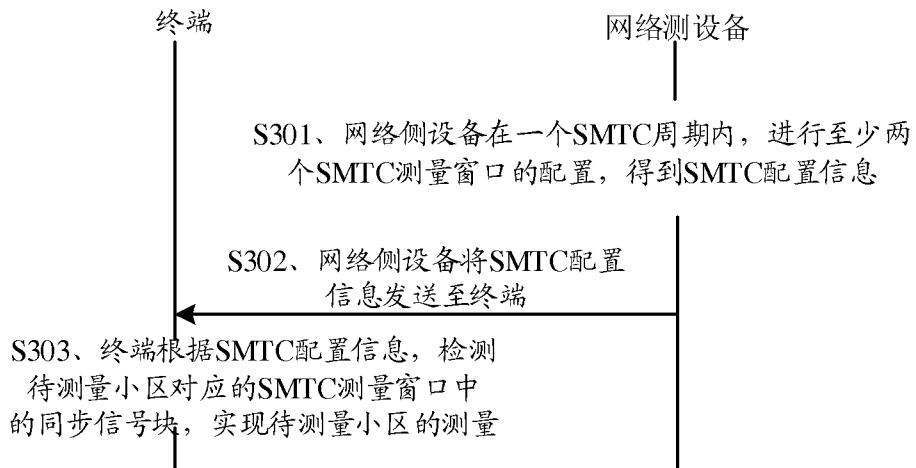 终端
网络测设备
S301、网络侧设备在一个SMTC周期内，进行至少两
个SMTC测量窗口的配置，得到SMTC配置信息
S302、网络侧设备将SMTC配置
信息发送至终端
S303、终端根据SMTC配置信息，检测
待测量小区对应的SMTC测量窗口中
的同步信号块，实现待测量小区的测量